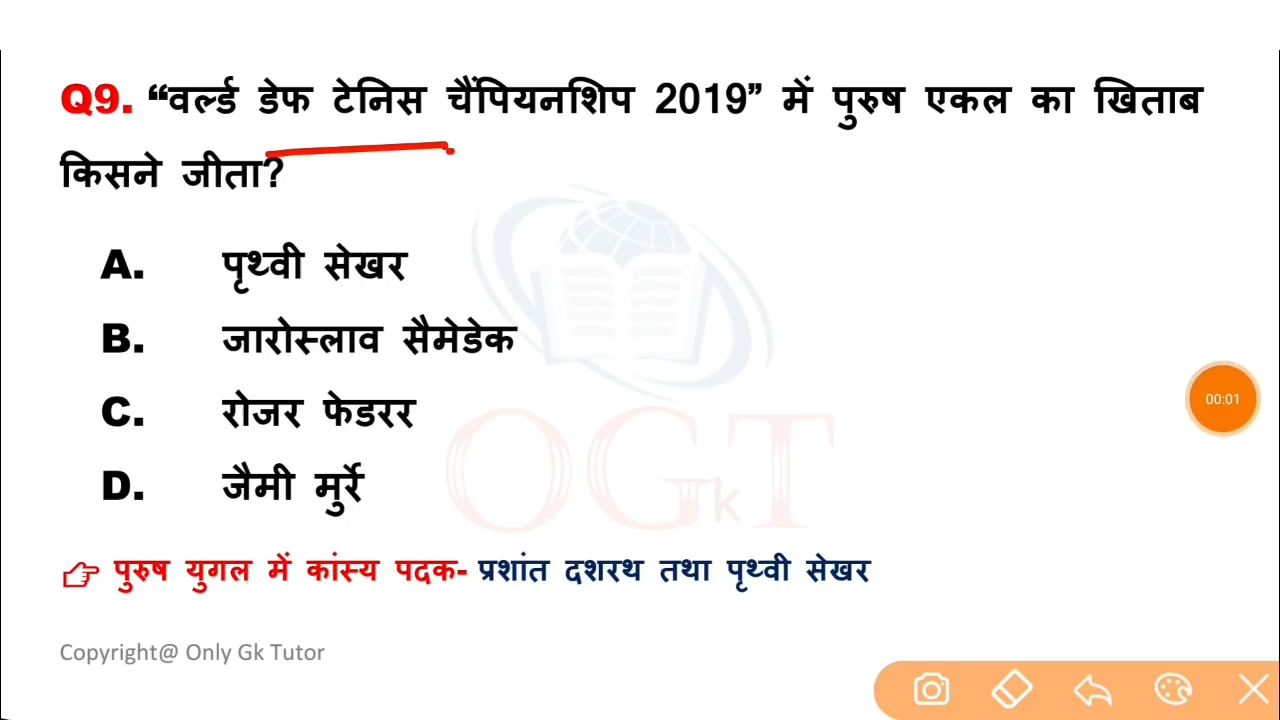 Q9. “वर्ल्ड डेफ टेनिस चैंपियनशिप 2019” में पुरुष एकल का खिताब
किसने जीता?
A. पृथ्वी सेखर
B. जारोस्लाव सैमेडेक
C. रोजर फेडरर
D. जैमी मुर्रे
पुरुष युगल में कांस्य पदक- प्रशांत दशरथ तथा पृथ्वी सेखर
Copyright@ Only Gk Tutor
00:01
OGkT